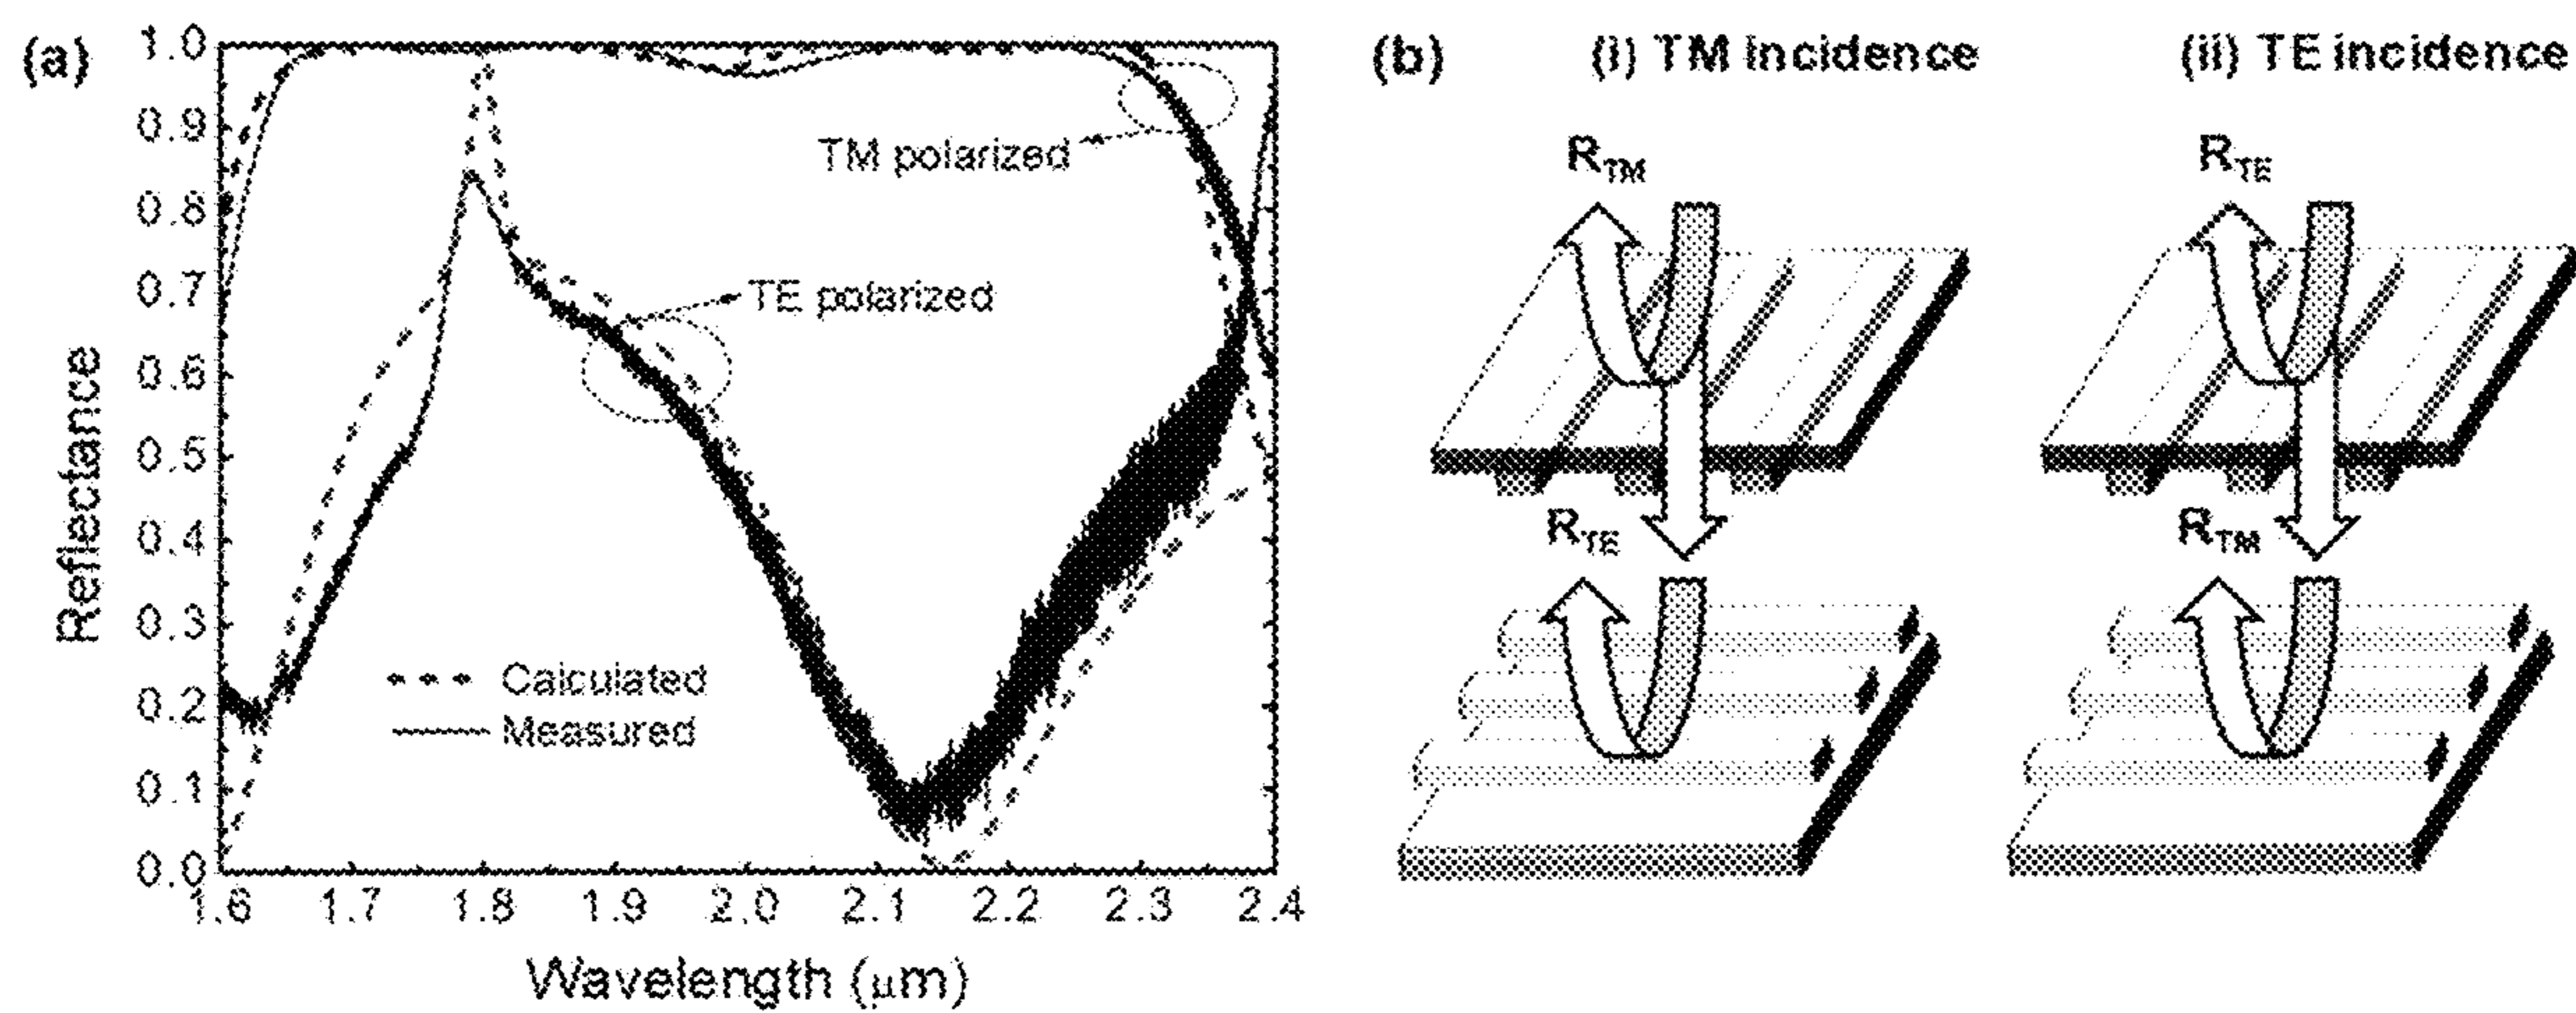 (a)
1.0
0.9
0.8
0.7
0.6
0.5
0.4
0.3
0.2
0.1
0.0
Reflectance
TM polarized
TE polarized
Calculated
Measured
1.6 1.7 1.8 1.9 2.0 2.1 2.2 2.3 2.4
Wavelength (μm)
(b) (i) TM incidence (ii) TE incidence
R_TM R_TE
R_TE R_TM